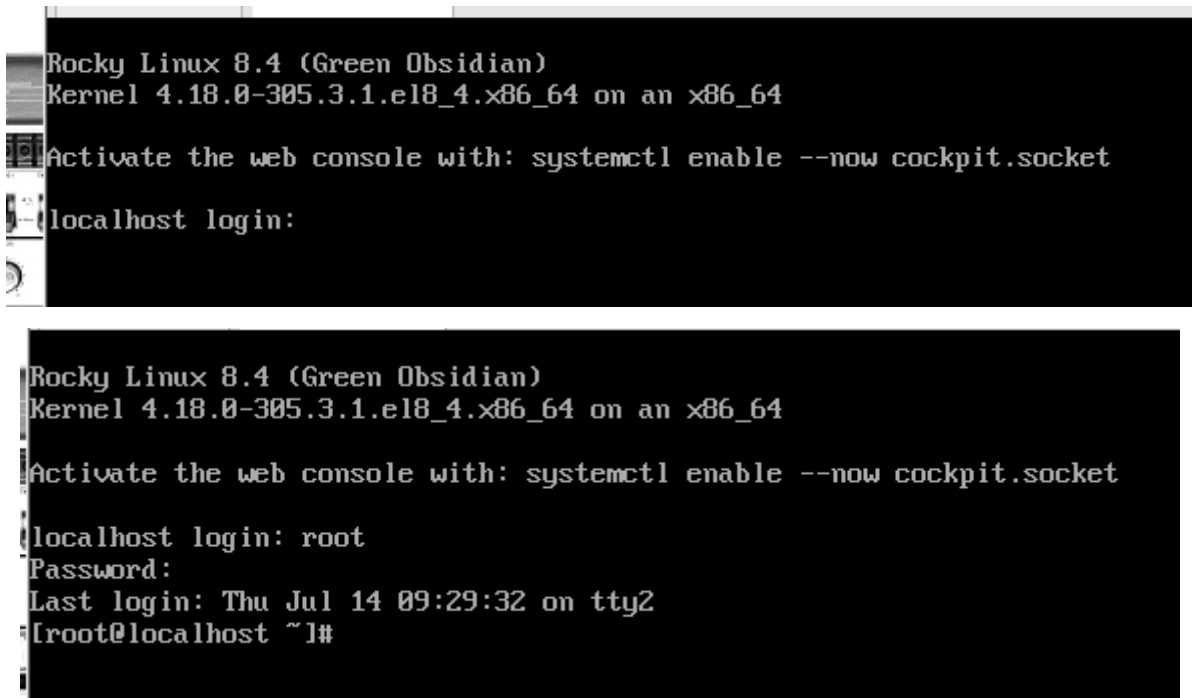 Rocky Linux 8.4 (Green Obsidian)
Kernel 4.18.0-305.3.1.el8_4.x86_64 on an x86_64
Activate the web console with: systemctl enable --now cockpit.socket
localhost login:
Rocky Linux 8.4 (Green Obsidian)
Kernel 4.18.0-305.3.1.el8_4.x86_64 on an x86_64
Activate the web console with: systemctl enable --now cockpit.socket
localhost login: root
Password:
Last login: Thu Jul 14 09:29:32 on tty2
[root@localhost ~]#